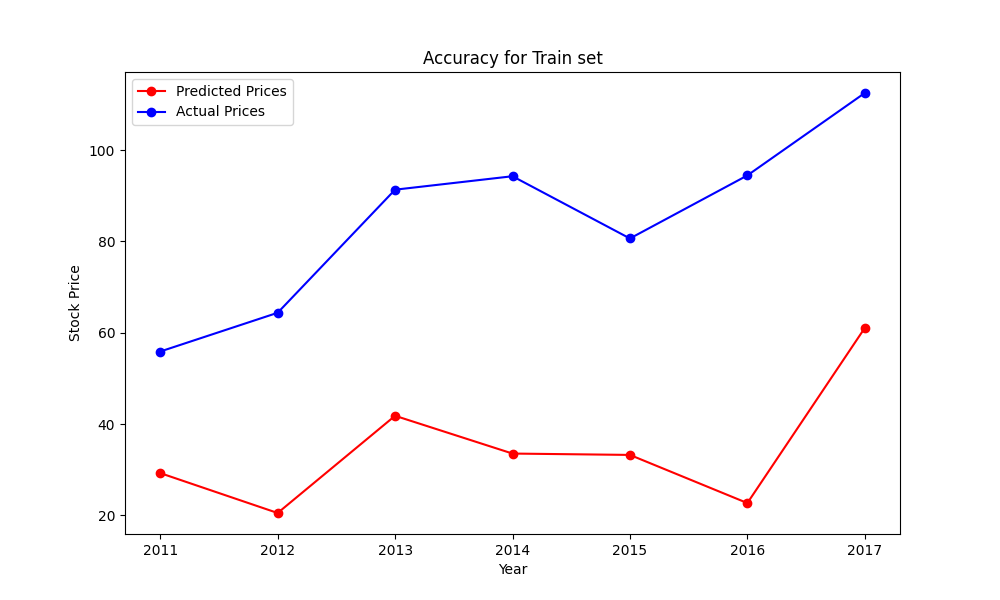 Accuracy for Train set
Predicted Prices
Actual Prices
100
80
60
40
20
Stock Price
2011 2012 2013 2014 2015 2016 2017
Year